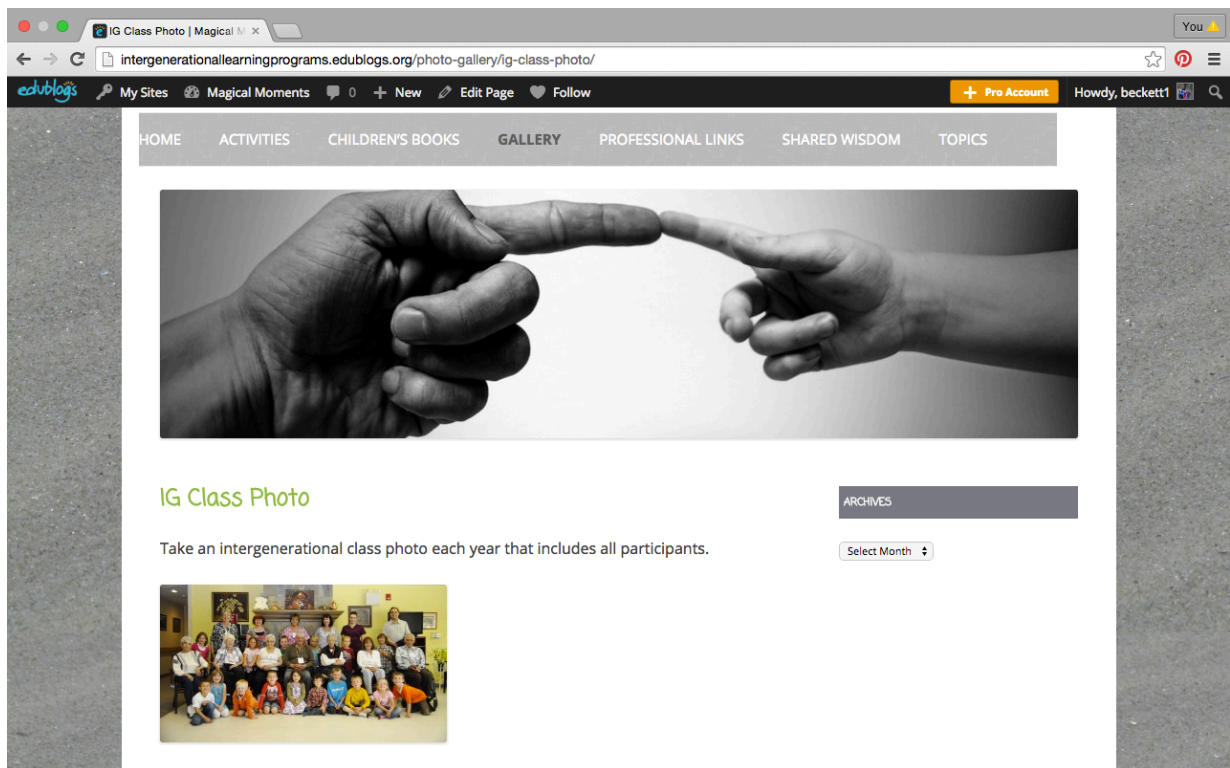 IG Class Photo | Magical M
You
intergenerationallearningprograms.edublogs.org/photo-gallery/ig-class-photo/
edublogs My Sites Magical Moments 0 + New Edit Page Follow + Pro Account Howdy, beckett1
HOME ACTIVITIES CHILDREN'S BOOKS GALLERY PROFESSIONAL LINKS SHARED WISDOM TOPICS
IG Class Photo
ARCHIVES
Take an intergenerational class photo each year that includes all participants.
Select Month